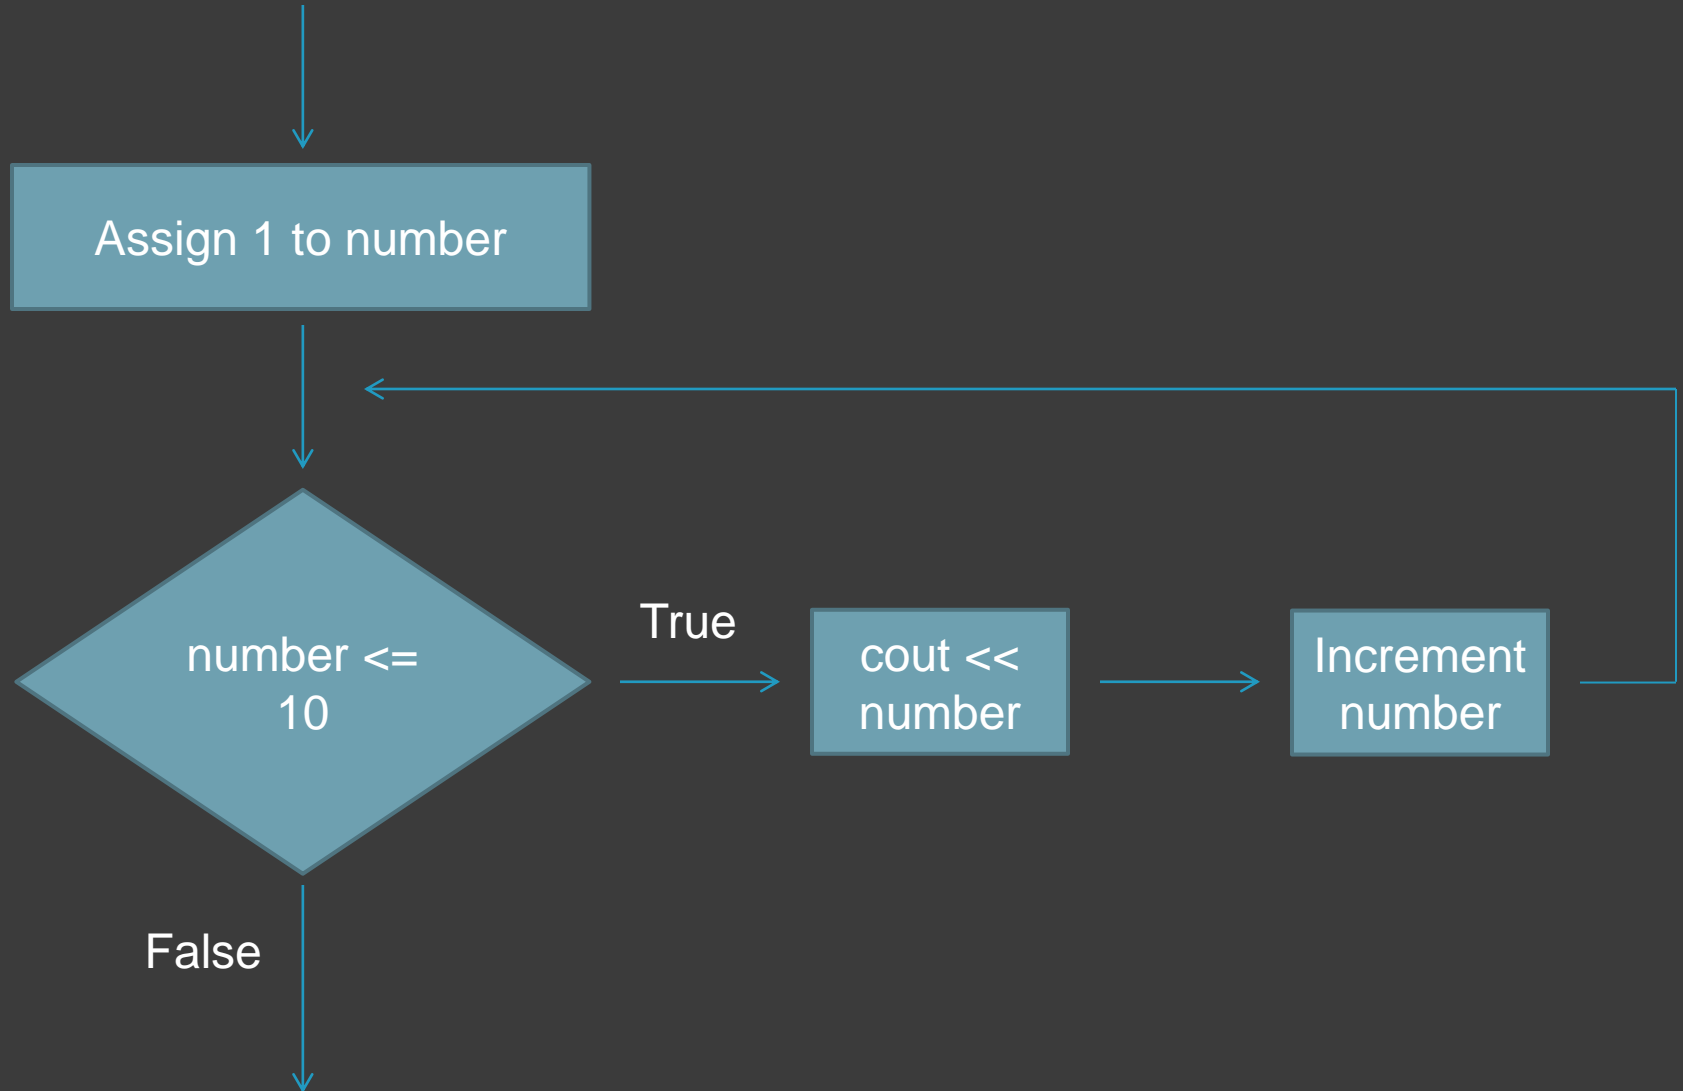 Assign 1 to number
number <=
10
True
cout <<
number
Increment
number
False